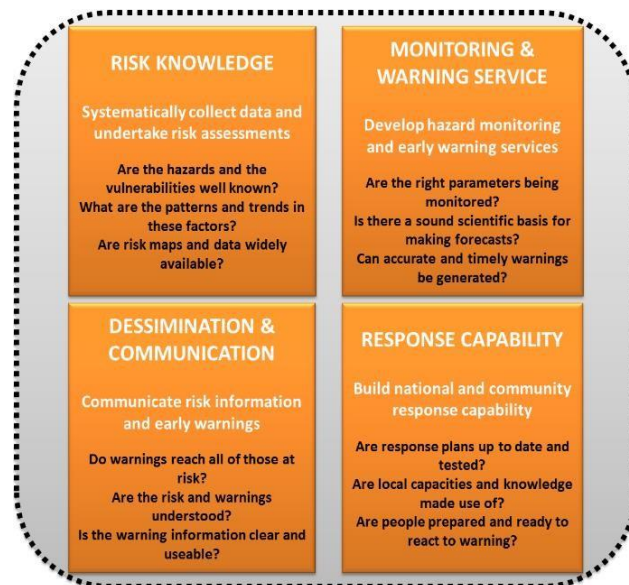 RISK KNOWLEDGE
Systematically collect data and
undertake risk assessments
Are the hazards and the
vulnerabilities well known?
What are the patterns and trends in
these factors?
Are risk maps and data widely
available?
MONITORING &
WARNING SERVICE
Develop hazard monitoring
and early warning services
Are the right parameters being
monitored?
Is there a sound scientific basis for
making forecasts?
Can accurate and timely warnings
be generated?
DESSIMINATION &
COMMUNICATION
Communicate risk information
and early warnings
Do warnings reach all of those at
risk?
Are the risk and warnings
understood?
Is the warning information clear and
useable?
RESPONSE CAPABILITY
Build national and community
response capability
Are response plans up to date and
tested?
Are local capacities and knowledge
made use of?
Are people prepared and ready to
react to warning?